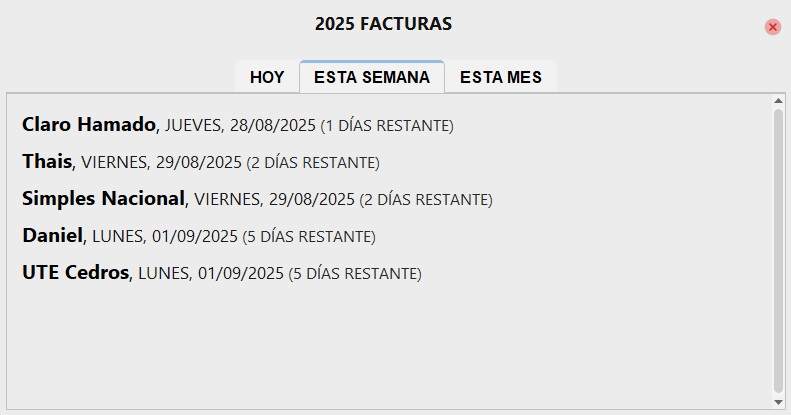 2025 FACTURAS
HOY ESTA SEMANA ESTA MES
Claro Hamado, JUEVES, 28/08/2025 (1 DÍAS RESTANTE)
Thais, VIERNES, 29/08/2025 (2 DÍAS RESTANTE)
Simples Nacional, VIERNES, 29/08/2025 (2 DÍAS RESTANTE)
Daniel, LUNES, 01/09/2025 (5 DÍAS RESTANTE)
UTE Cedros, LUNES, 01/09/2025 (5 DÍAS RESTANTE)